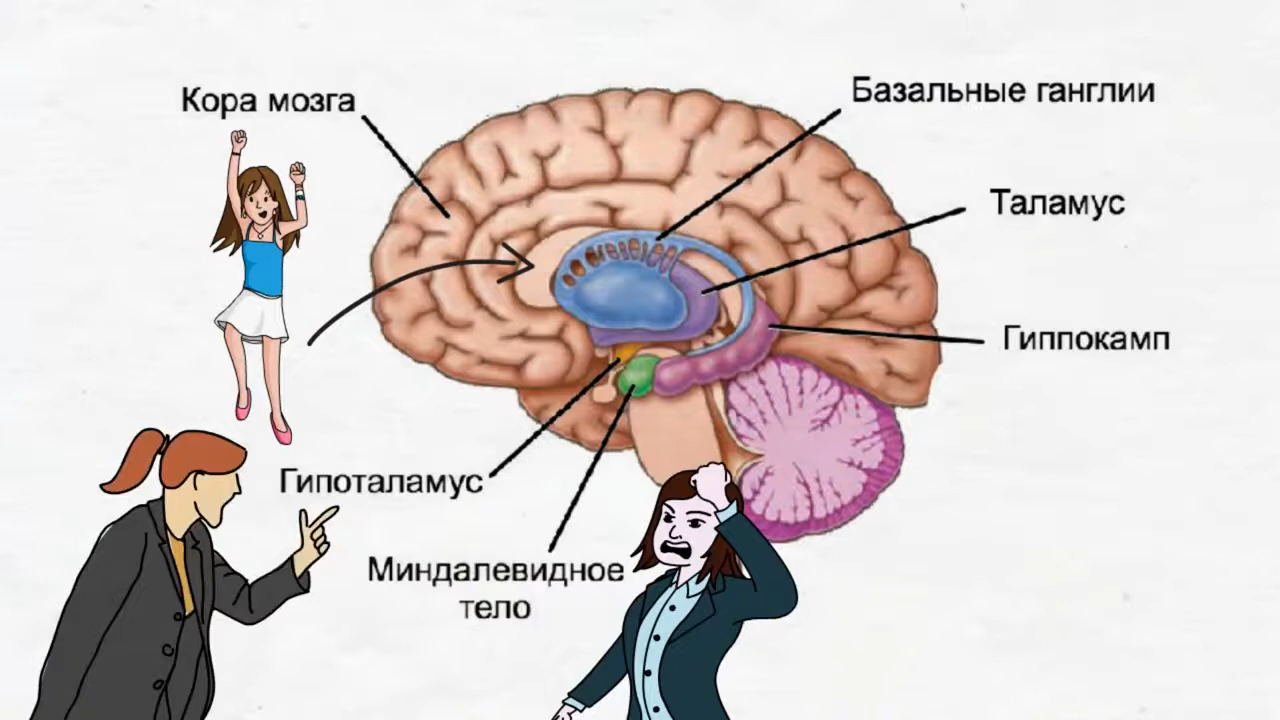 Кора мозга
Базальные ганглии
Таламус
Гиппокамп
Гипоталамус
Миндалевидное
тело